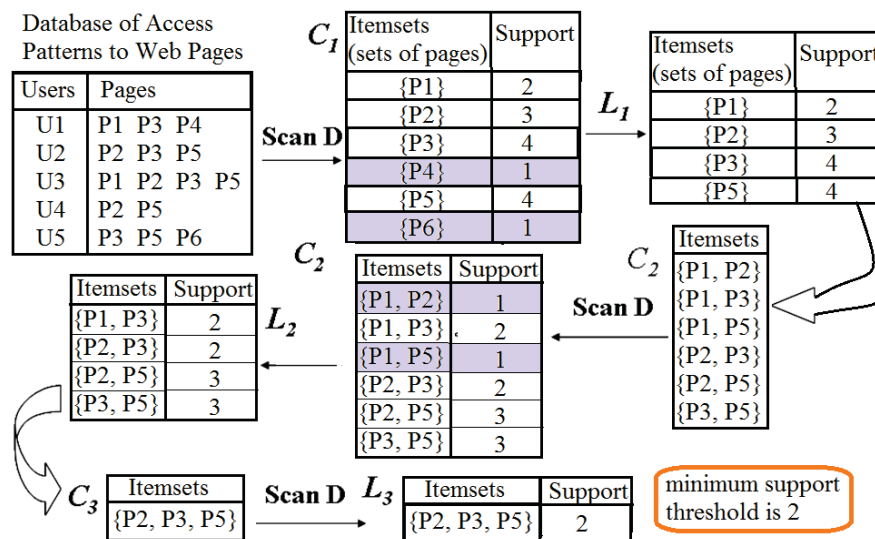 Database of Access
Patterns to Web Pages
Users Pages
U1 P1 P3 P4
U2 P2 P3 P5
U3 P1 P2 P3 P5
U4 P2 P5
U5 P3 P5 P6
Scan D
C1
Itemsets Support
(sets of pages)
{P1} 2
{P2} 3
{P3} 4
{P4} 1
{P5} 4
{P6} 1
L1
Itemsets Support
(sets of pages)
{P1} 2
{P2} 3
{P3} 4
{P5} 4
C2
Itemsets
{P1, P2}
{P1, P3}
{P1, P5}
{P2, P3}
{P2, P5}
{P3, P5}
Scan D
C2
Itemsets Support
{P1, P2} 1
{P1, P3} 2
{P1, P5} 1
{P2, P3} 2
{P2, P5} 3
{P3, P5} 3
L2
Itemsets Support
{P1, P3} 2
{P2, P3} 2
{P2, P5} 3
{P3, P5} 3
C3
Itemsets
{P2, P3, P5}
Scan D
L3
Itemsets Support
{P2, P3, P5} 2
minimum support
threshold is 2